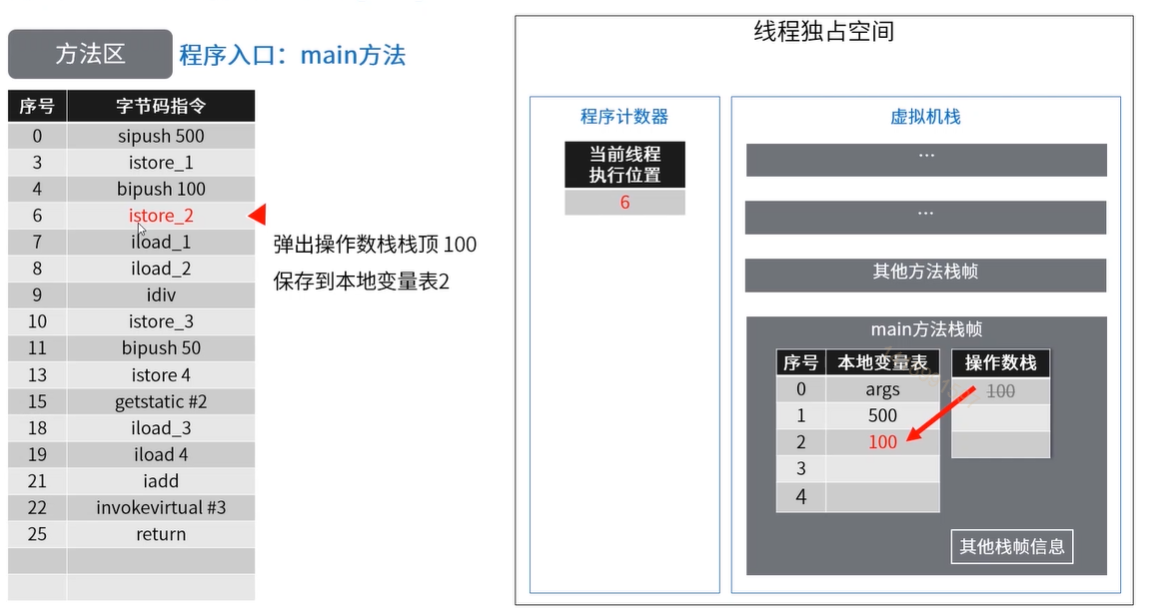 方法区
程序入口：main方法
序号 字节码指令
0 sipush 500
3 istore_1
4 bipush 100
6 istore_2
7 iload_1
8 iload_2
9 idiv
10 istore_3
11 bipush 50
13 istore 4
15 getstatic #2
18 iload_3
19 iload 4
21 iadd
22 invokevirtual #3
25 return
弹出操作数栈栈顶 100
保存到本地变量表2
线程独占空间
程序计数器
当前线程
执行位置
6
虚拟机栈
...
...
其他方法栈帧
main方法栈帧
序号 本地变量表
0 args
1 500
2 100
3
4
操作数栈
100
其他栈帧信息